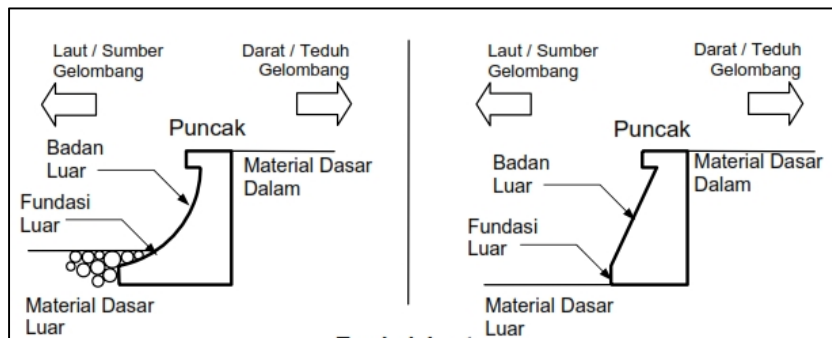 Laut / Sumber
Gelombang
Darat / Teduh
Gelombang
Puncak
Badan
Luar
Material Dasar
Dalam
Fundasi
Luar
Material Dasar
Luar
Laut / Sumber
Gelombang
Darat / Teduh
Gelombang
Puncak
Badan
Luar
Material Dasar
Dalam
Fundasi
Luar
Material Dasar
Luar